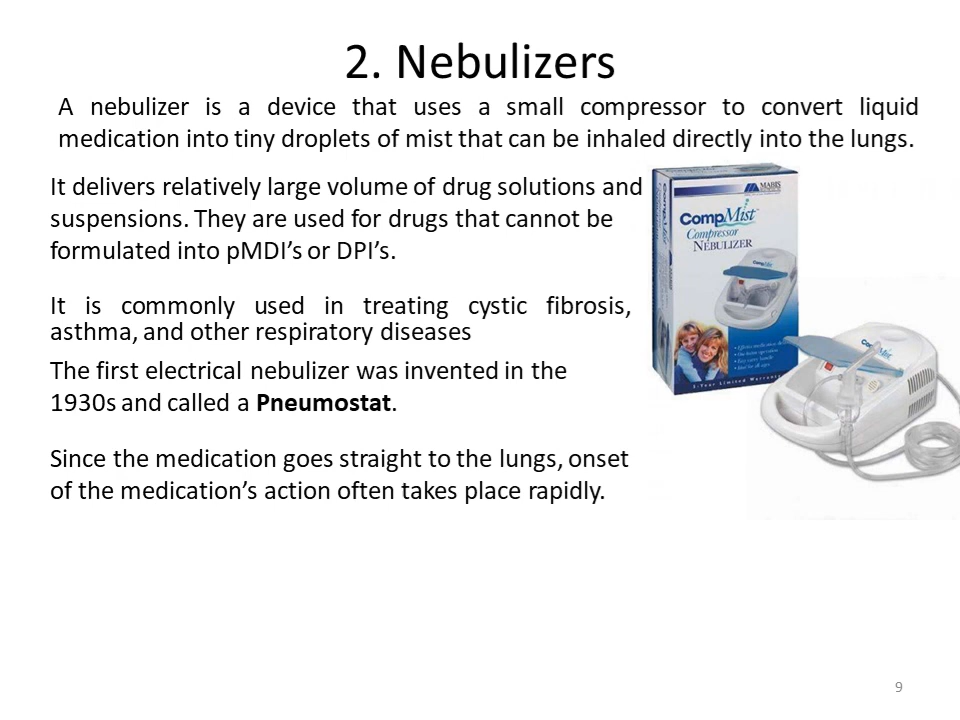 2. Nebulizers
A nebulizer is a device that uses a small compressor to convert liquid
medication into tiny droplets of mist that can be inhaled directly into the lungs.
It delivers relatively large volume of drug solutions and
suspensions. They are used for drugs that cannot be
formulated into pMDI’s or DPI’s.
It is commonly used in treating cystic fibrosis,
asthma, and other respiratory diseases
The first electrical nebulizer was invented in the
1930s and called a Pneumostat.
Since the medication goes straight to the lungs, onset
of the medication’s action often takes place rapidly.
MABIS
CompMist
Compressor
NEBULIZER
CompMist
9